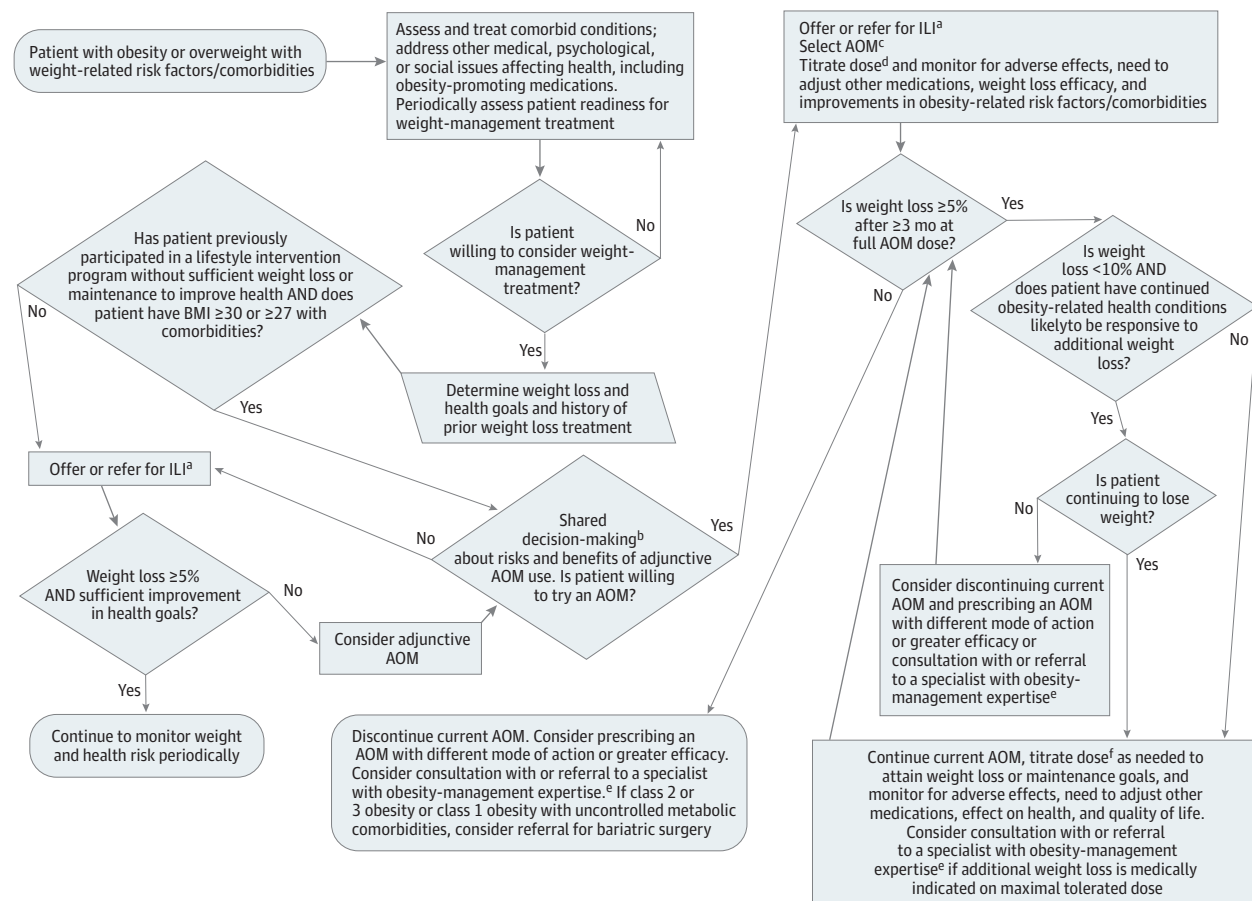 Patient with obesity or overweight with
weight-related risk factors/comorbidities
Assess and treat comorbid conditions;
address other medical, psychological,
or social issues affecting health, including
obesity-promoting medications.
Periodically assess patient readiness for
weight-management treatment
Is patient
willing to consider weight-
management
treatment?
No
Yes
Determine weight loss and
health goals and history of
prior weight loss treatment
Has patient previously
participated in a lifestyle intervention
program without sufficient weight loss or
maintenance to improve health AND does
patient have BMI ≥30 or ≥27 with
comorbidities?
No
Yes
Offer or refer for ILIa
Weight loss ≥5%
AND sufficient improvement
in health goals?
No
Yes
Continue to monitor weight
and health risk periodically
Consider adjunctive
AOM
Shared
decision-makingb
about risks and benefits of adjunctive
AOM use. Is patient willing
to try an AOM?
No
Yes
Offer or refer for ILIa
Select AOMc
Titrate dosed and monitor for adverse effects, need to
adjust other medications, weight loss efficacy, and
improvements in obesity-related risk factors/comorbidities
Is weight loss ≥5%
after ≥3 mo at
full AOM dose?
Yes
No
Discontinue current AOM. Consider prescribing an
AOM with different mode of action or greater efficacy.
Consider consultation with or referral to a specialist
with obesity-management expertise.e If class 2 or
3 obesity or class 1 obesity with uncontrolled metabolic
comorbidities, consider referral for bariatric surgery
Is weight
loss <10% AND
does patient have continued
obesity-related health conditions
likelyto be responsive to
additional weight
loss?
No
Yes
Is patient
continuing to lose
weight?
No
Yes
Consider discontinuing current
AOM and prescribing an AOM
with different mode of action
or greater efficacy or
consultation with or referral
to a specialist with obesity-
management expertisee
Continue current AOM, titrate dosef as needed to
attain weight loss or maintenance goals, and
monitor for adverse effects, need to adjust other
medications, effect on health, and quality of life.
Consider consultation with or referral
to a specialist with obesity-management
expertisee if additional weight loss is medically
indicated on maximal tolerated dose